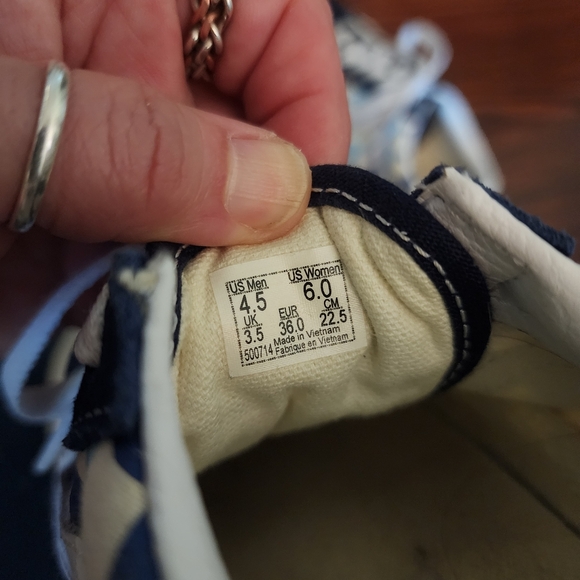 US Men US Women
4.5 6.0
UK EUR CM
3.5 36.0 22.5
500714 Made in Vietnam
Fabriqué en Vietnam